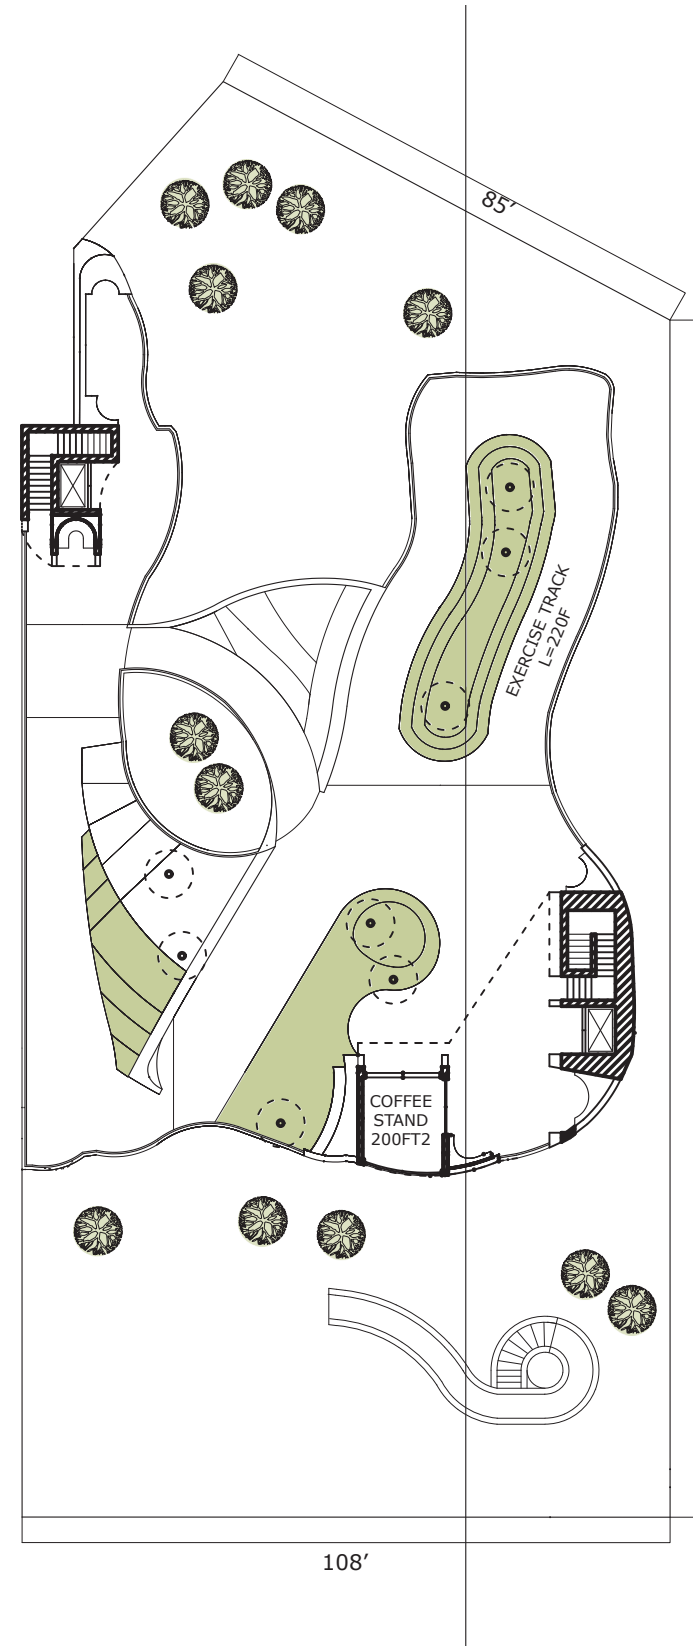 85'
EXERCISE TRACK
L=220F
COFFEE
STAND
200FT2
108'